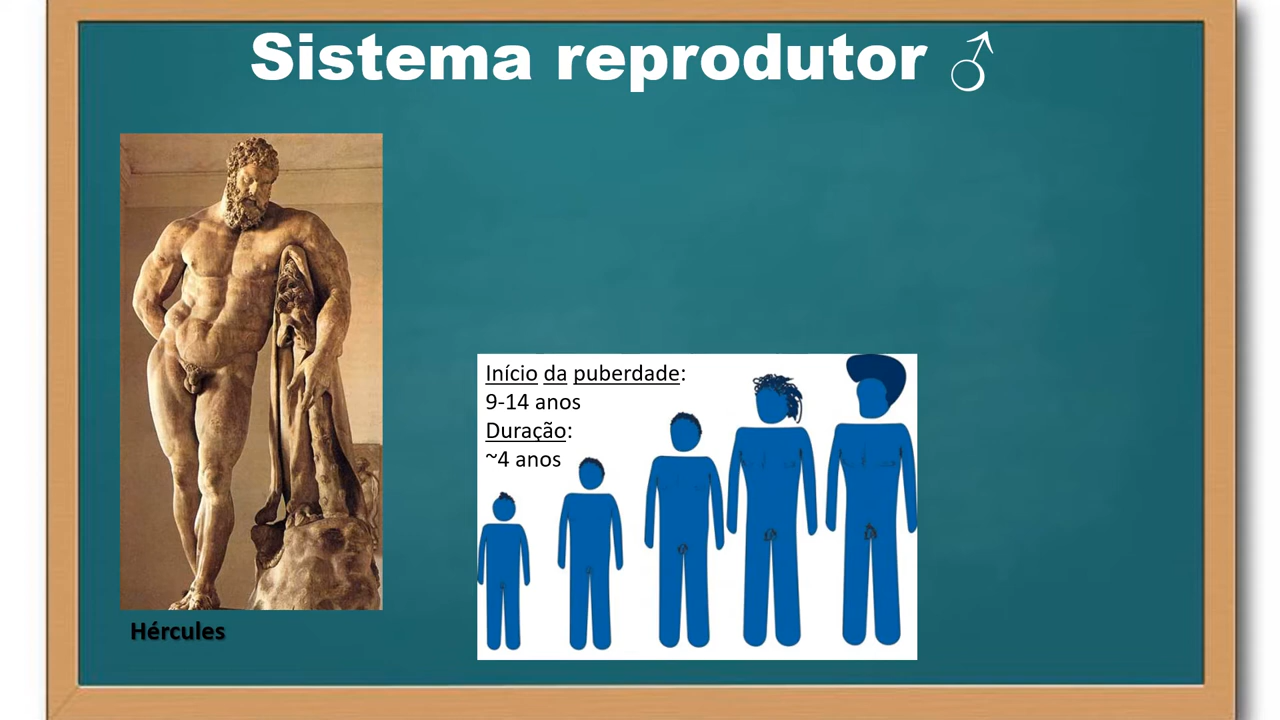 Sistema reprodutor ♂
Início da puberdade:
9-14 anos
Duração:
~4 anos
Hércules